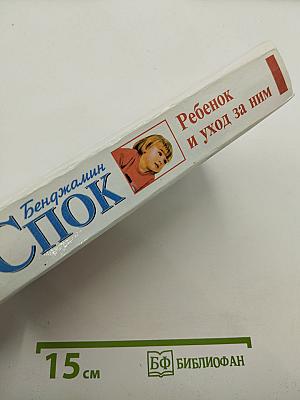 Бенджамин
СПОК
Ребенок
и уход за ним
15 см
БФ БИБЛИОФАН